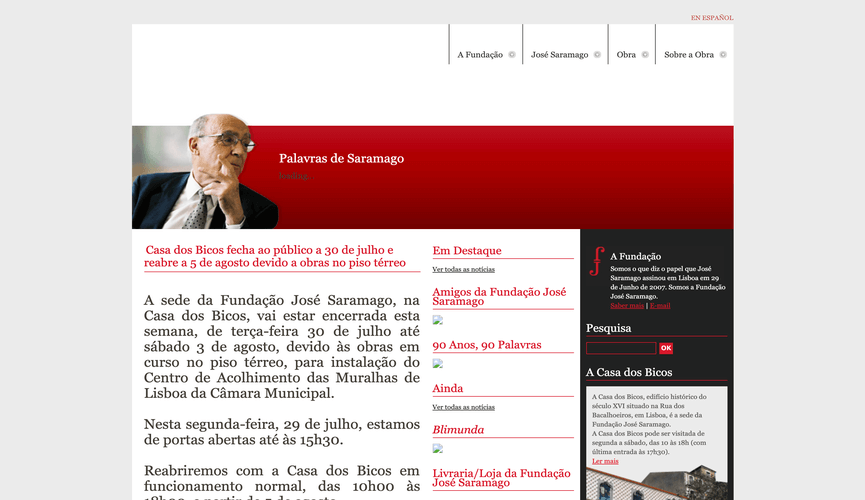 EN ESPAÑOL
A Fundação
José Saramago
Obra
Sobre a Obra
Palavras de Saramago
Casa dos Bicos fecha ao público a 30 de julho e
reabre a 5 de agosto devido a obras no piso térreo
A sede da Fundação José Saramago, na
Casa dos Bicos, vai estar encerrada esta
semana, de terça-feira 30 de julho até
sábado 3 de agosto, devido às obras em
curso no piso térreo, para instalação do
Centro de Acolhimento das Muralhas de
Lisboa da Câmara Municipal.
Nesta segunda-feira, 29 de julho, estamos
de portas abertas até às 15h30.
Reabriremos com a Casa dos Bicos em
funcionamento normal, das 10h00 às
18h00, a partir de 5 de agosto
Em Destaque
Ver todas as notícias
Amigos da Fundação José
Saramago
90 Anos, 90 Palavras
Ainda
Ver todas as notícias
Blimunda
Livraria/Loja da Fundação
José Saramago
A Fundação
Somos o que diz o papel que José
Saramago assinou em Lisboa em 29
de Junho de 2007. Somos a Fundação
José Saramago.
Saber mais | E-mail
Pesquisa
OK
A Casa dos Bicos
A Casa dos Bicos, edifício histórico do
século XVI situado na Rua dos
Bacalhoeiros, em Lisboa, é a sede da
Fundação José Saramago.
A Casa dos Bicos pode ser visitada de
segunda a sábado, das 10 às 18h (com
última entrada às 17h30).
Ler mais